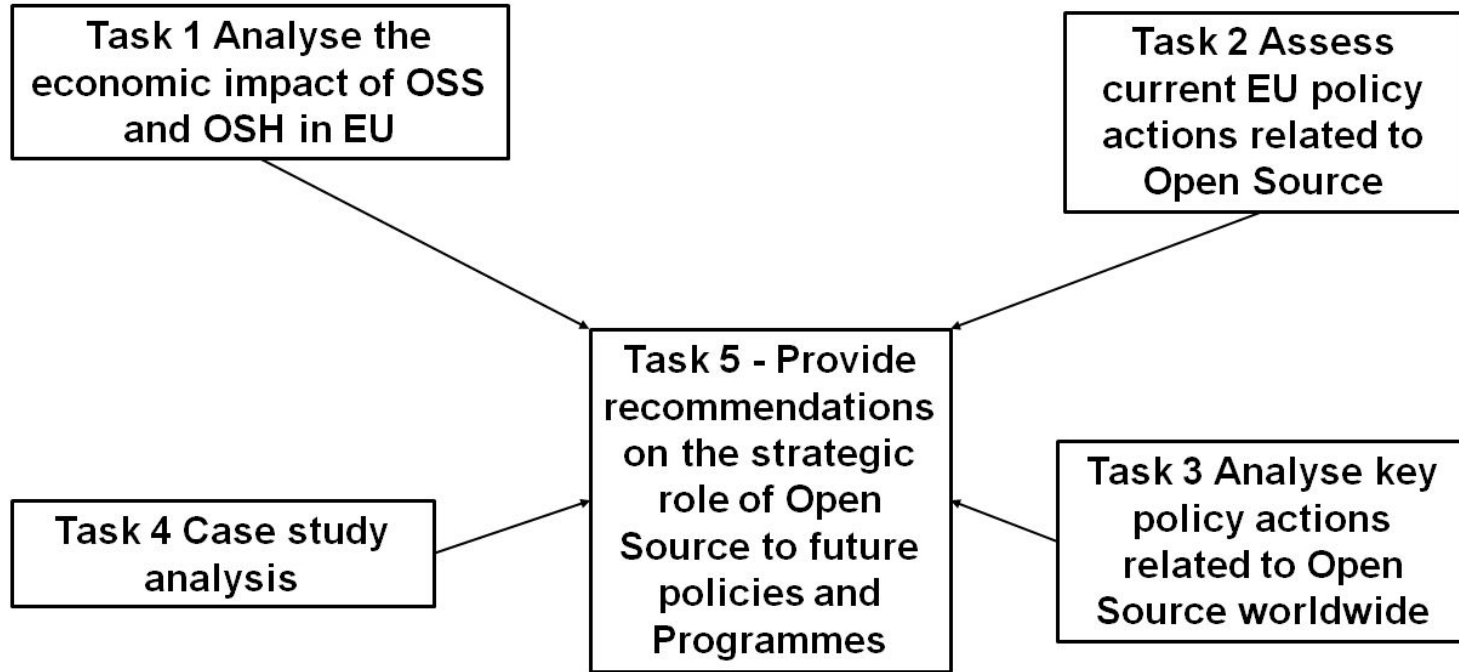 Task 1 Analyse the
economic impact of OSS
and OSH in EU
Task 2 Assess
current EU policy
actions related to
Open Source
Task 5 - Provide
recommendations
on the strategic
role of Open
Source to future
policies and
Programmes
Task 4 Case study
analysis
Task 3 Analyse key
policy actions
related to Open
Source worldwide